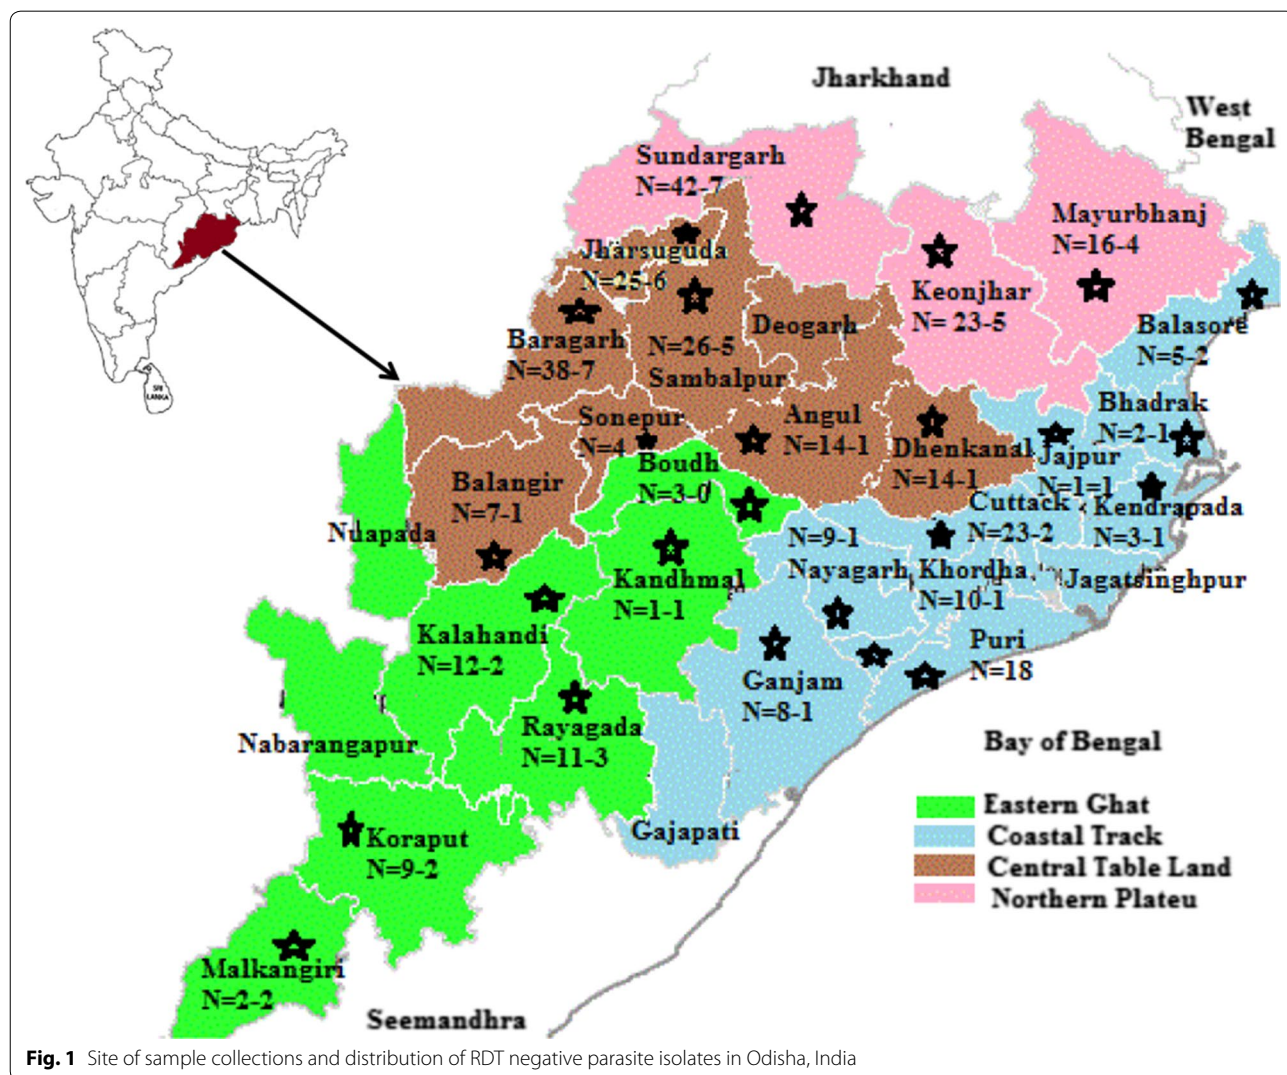 Jharkhand
West
Bengal
Sundargarh
N=42-7
Mayurbhanj
N=16-4
Jharsuguda
N=25-6
Keonjhar
N= 23-5
Deogarh
Balasore
N=5-2
Baragarh
N=38-7
N=26-5
Sambalpur
SRI
LANKA
Sonepur
N=4
Angul
N=14-1
Bhadrak
N=2-1
Dhenkanal
N=14-1
Jajpur
N=1=1
Boudh
N=3-0
Balangir
N=7-1
Cuttack
N=23-2
Kendrapada
N=3-1
Nuapada
N=9-1
Nayagarh
Khordha
N=10-1
Jagatsinghpur
Kandhmal
N=1-1
Kalahandi
N=12-2
Puri
N=18
Ganjam
N=8-1
Rayagada
N=11-3
Nabarangapur
Bay of Bengal
Gajapati
Koraput
N=9-2
Eastern Ghat
Coastal Track
Central Table Land
Northern Plateu
Malkangiri
N=2-2
Seemandhra
Fig. 1 Site of sample collections and distribution of RDT negative parasite isolates in Odisha, India